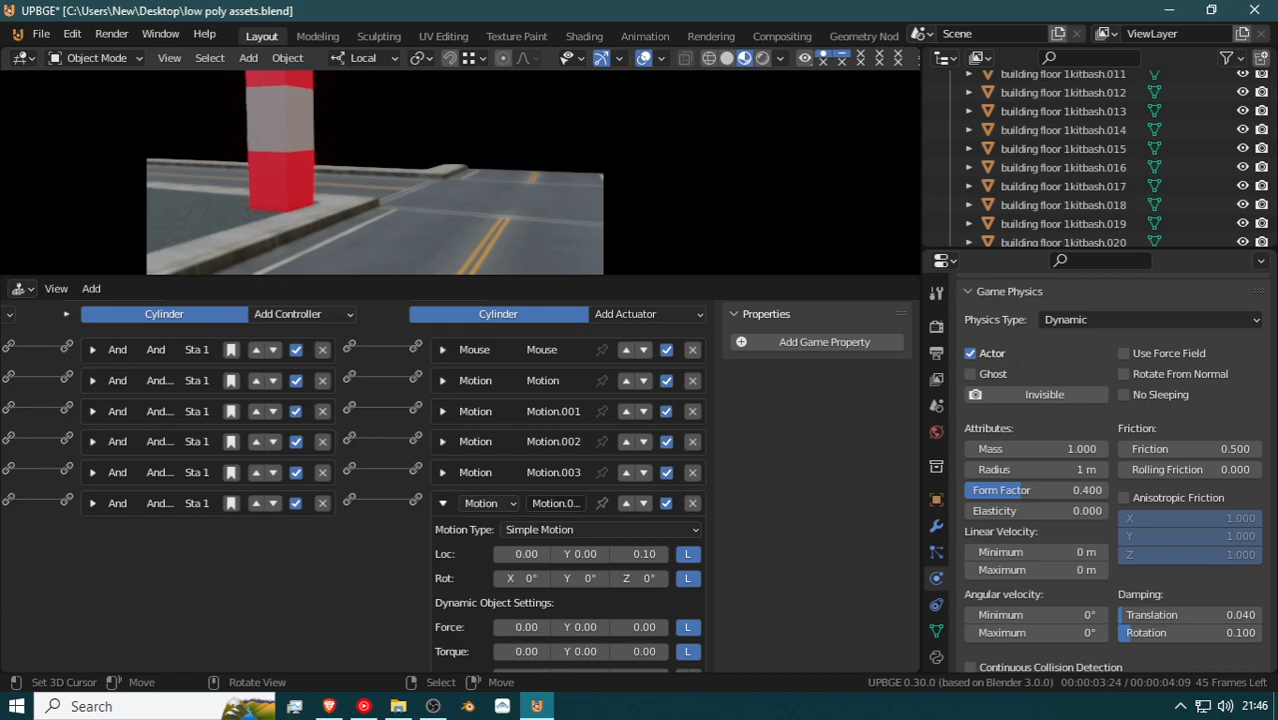 UPBGE* [C:\Users\New\Desktop\low poly assets.blend]
File Edit Render Window Help Layout Modeling Sculpting UV Editing Texture Paint Shading Animation Rendering Compositing Geometry Nod Scene ViewLayer
Object Mode View Select Add Object Local
building floor 1kitbash.011
building floor 1kitbash.012
building floor 1kitbash.013
building floor 1kitbash.014
building floor 1kitbash.015
building floor 1kitbash.016
building floor 1kitbash.017
building floor 1kitbash.018
building floor 1kitbash.019
building floor 1kitbash.020
View Add
Cylinder Add Controller Cylinder Add Actuator
And And Sta 1 Mouse Mouse
And And... Sta 1 Motion Motion
And And... Sta 1 Motion Motion.001
And And... Sta 1 Motion Motion.002
And And... Sta 1 Motion Motion.003
And And... Sta 1 Motion Motion.0...
Motion Type: Simple Motion
Loc: 0.00 Y 0.00 0.10 L
Rot: X 0° Y 0° Z 0° L
Dynamic Object Settings:
Force: 0.00 Y 0.00 0.00 L
Torque: 0.00 Y 0.00 0.00 L
Properties
Add Game Property
Game Physics
Physics Type: Dynamic
Actor Use Force Field
Ghost Rotate From Normal
Invisible No Sleeping
Attributes: Friction:
Mass 1.000 Friction 0.500
Radius 1 m Rolling Friction 0.000
Form Factor 0.400 Anisotropic Friction
Elasticity 0.000 X 1.000
Linear Velocity: Y 1.000
Minimum 0 m Z 1.000
Maximum 0 m
Angular velocity: Damping:
Minimum 0° Translation 0.040
Maximum 0° Rotation 0.100
Continuous Collision Detection
Set 3D Cursor Move Rotate View Select Move UPBGE 0.30.0 (based on Blender 3.0.0) 00:00:03:24 / 00:00:04:09 45 Frames Left
Search 21:46